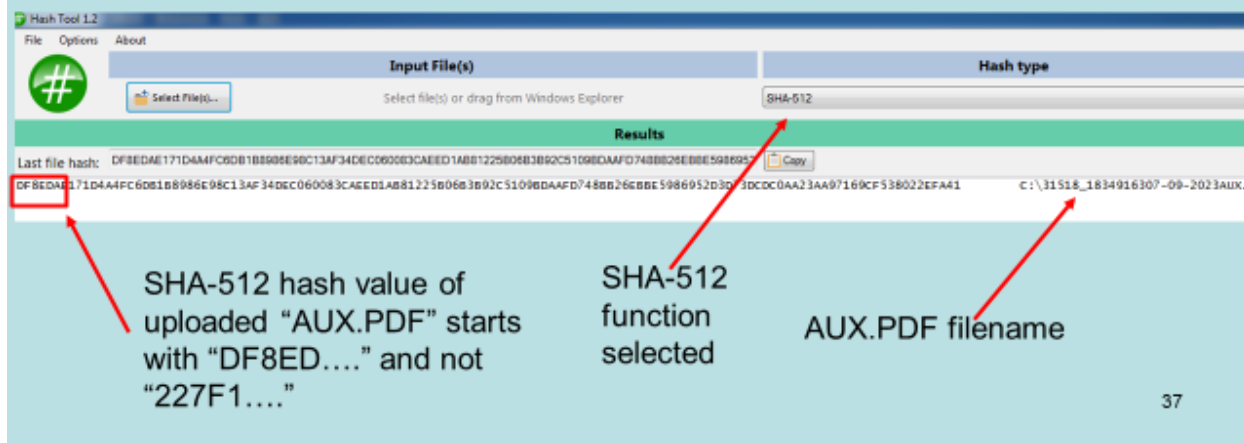 Hash Tool 1.2
File Options About
Input File(s) Hash type
Select File(s)... Select file(s) or drag from Windows Explorer SHA-512
Results
Last file hash: Copy
SHA-512 hash value of
uploaded “AUX.PDF” starts
with “DF8ED....” and not
“227F1....”
SHA-512
function
selected
AUX.PDF filename
37